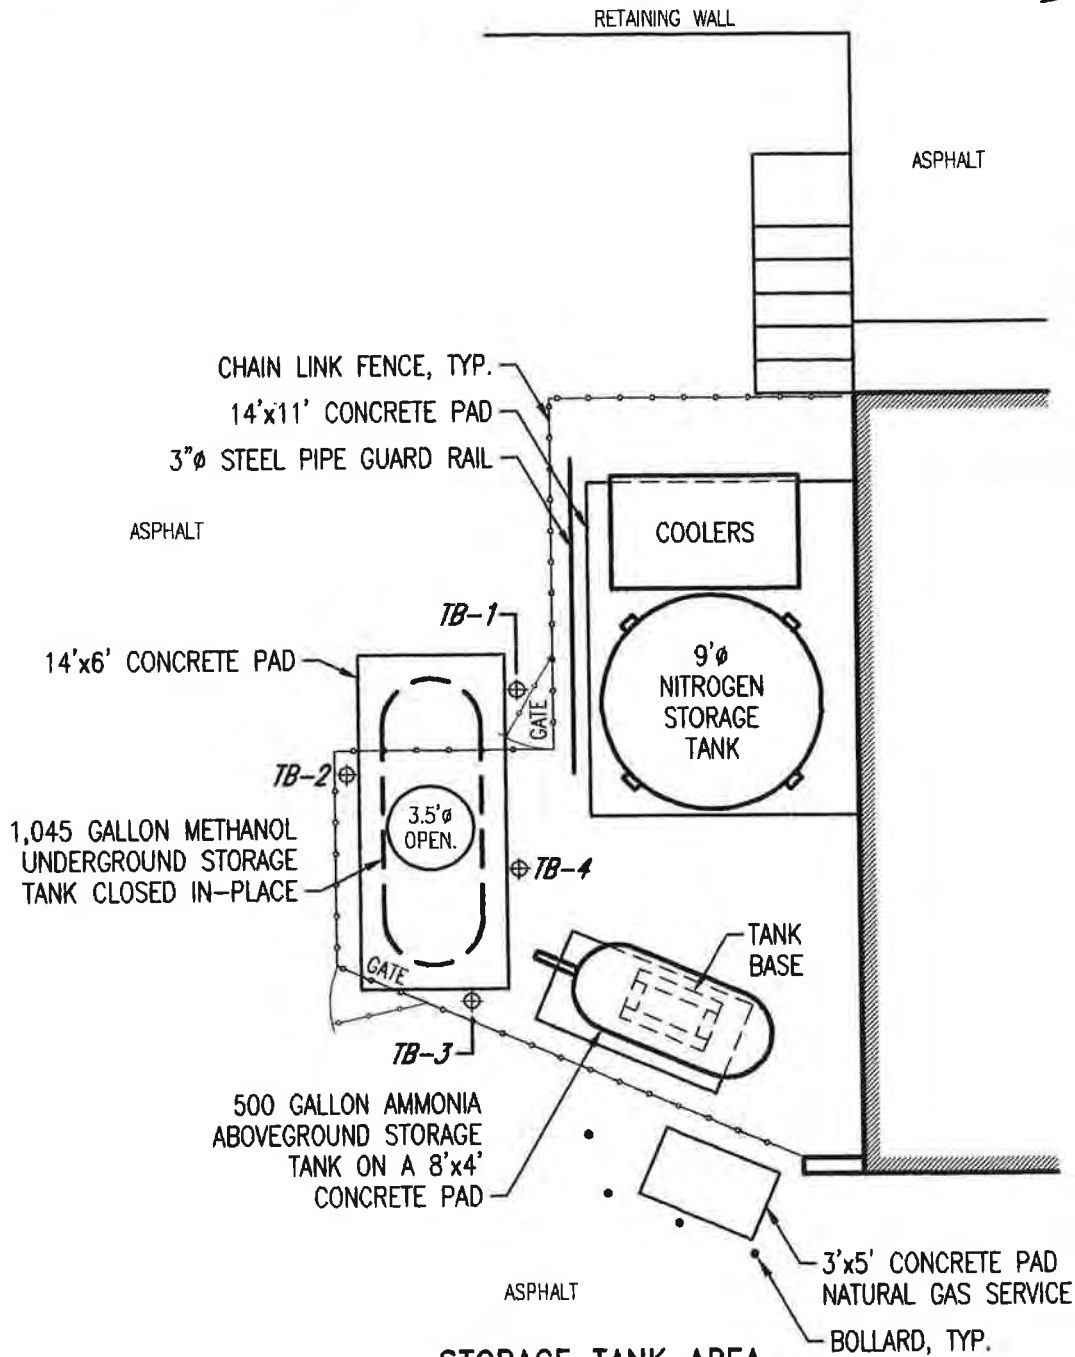 RETAINING WALL
ASPHALT
CHAIN LINK FENCE, TYP.
14'x11' CONCRETE PAD
3"ø STEEL PIPE GUARD RAIL
ASPHALT
COOLERS
TB-1
14'x6' CONCRETE PAD
9'ø
NITROGEN
STORAGE
TANK
GATE
TB-2
3.5'ø
OPEN.
1,045 GALLON METHANOL
UNDERGROUND STORAGE
TANK CLOSED IN-PLACE
TB-4
TANK
BASE
GATE
TB-3
500 GALLON AMMONIA
ABOVEGROUND STORAGE
TANK ON A 8'x4'
CONCRETE PAD
3'x5' CONCRETE PAD
NATURAL GAS SERVICE
ASPHALT
BOLLARD, TYP.
STORAGE TANK AREA